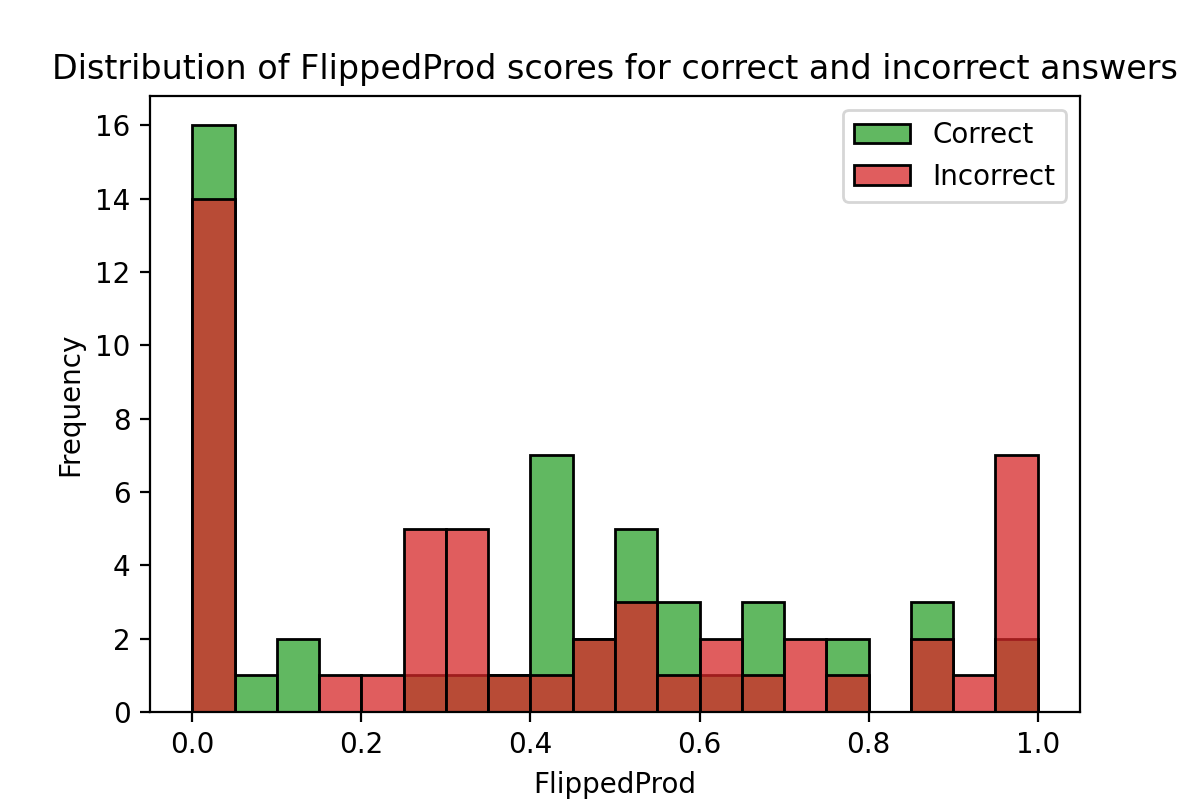 Distribution of FlippedProd scores for correct and incorrect answers
Correct
Incorrect
Frequency
16
14
12
10
8
6
4
2
0
0.0 0.2 0.4 0.6 0.8 1.0
FlippedProd